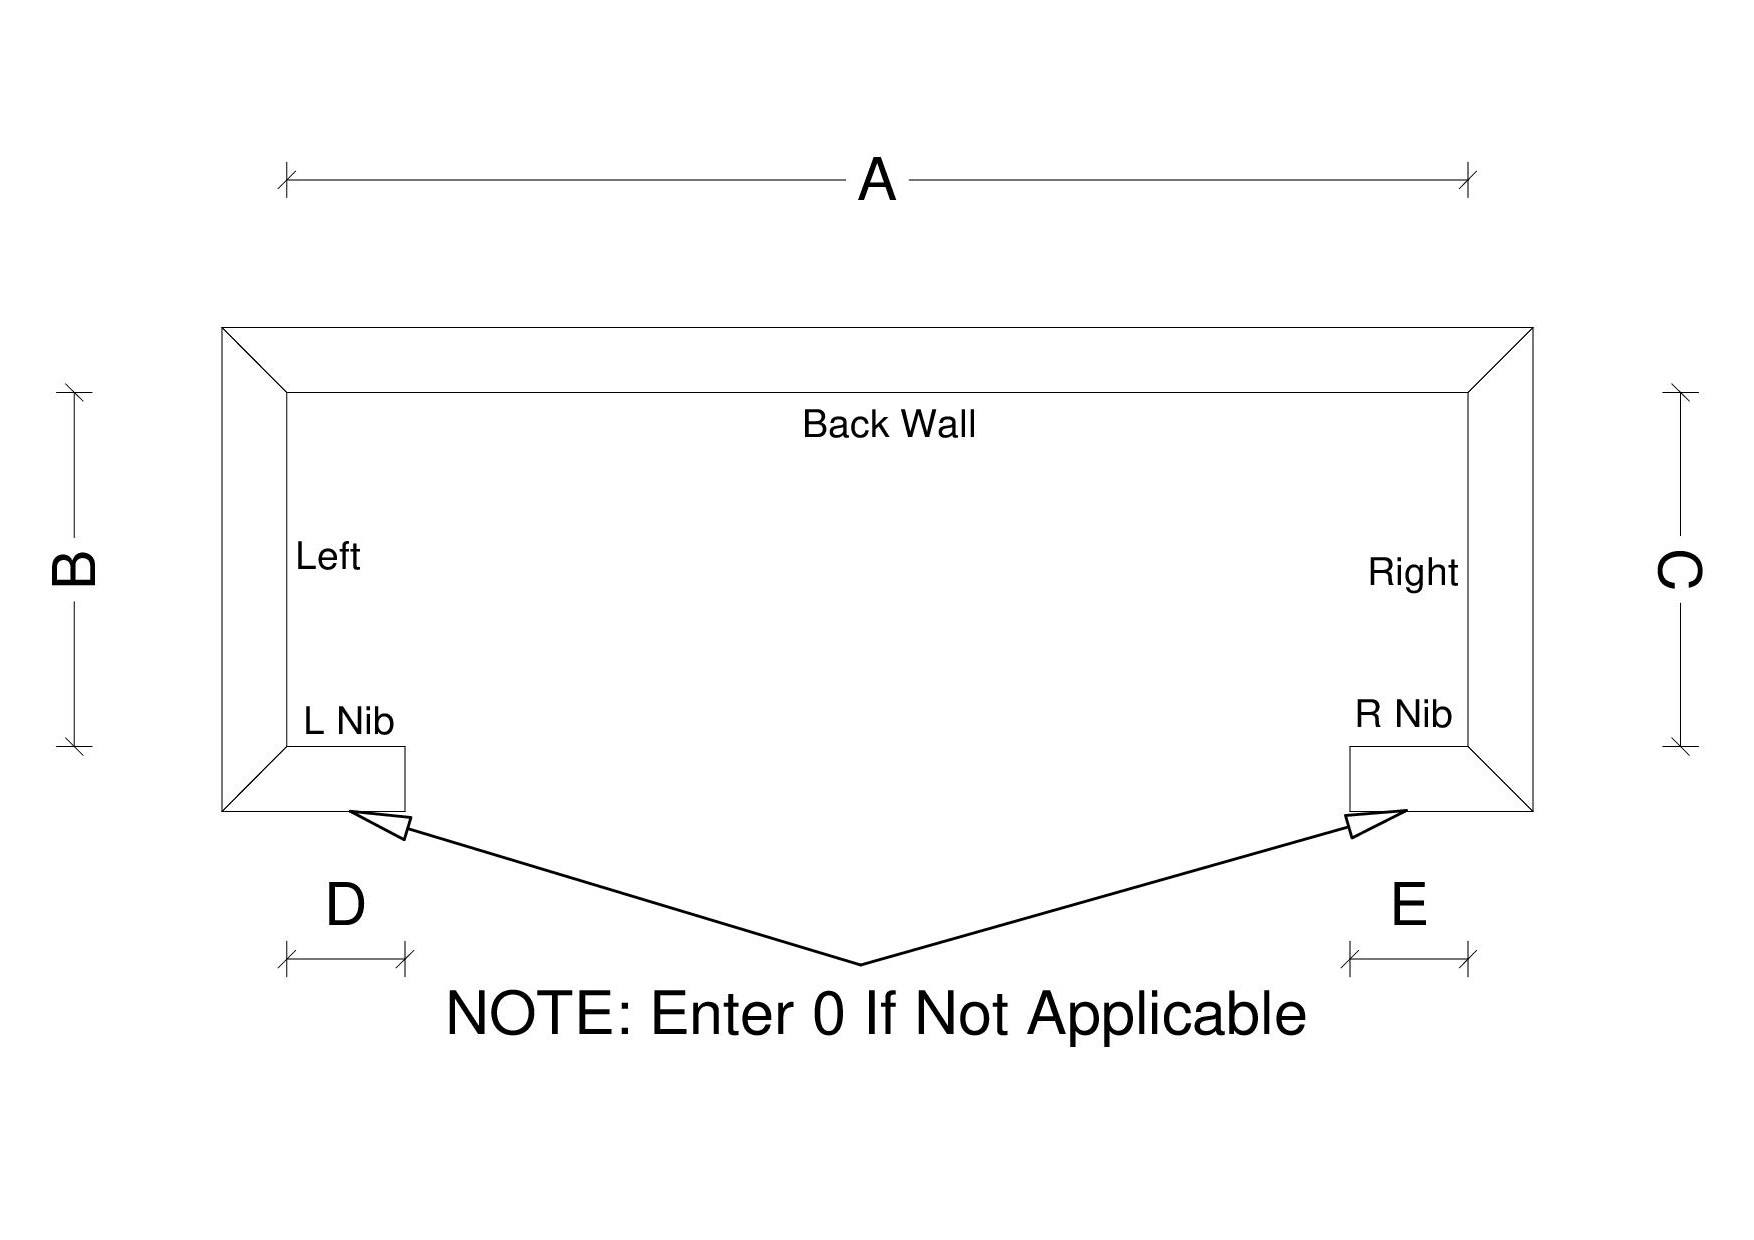 A
Back Wall
B
Left
Right
C
L Nib
R Nib
D
E
NOTE: Enter 0 If Not Applicable